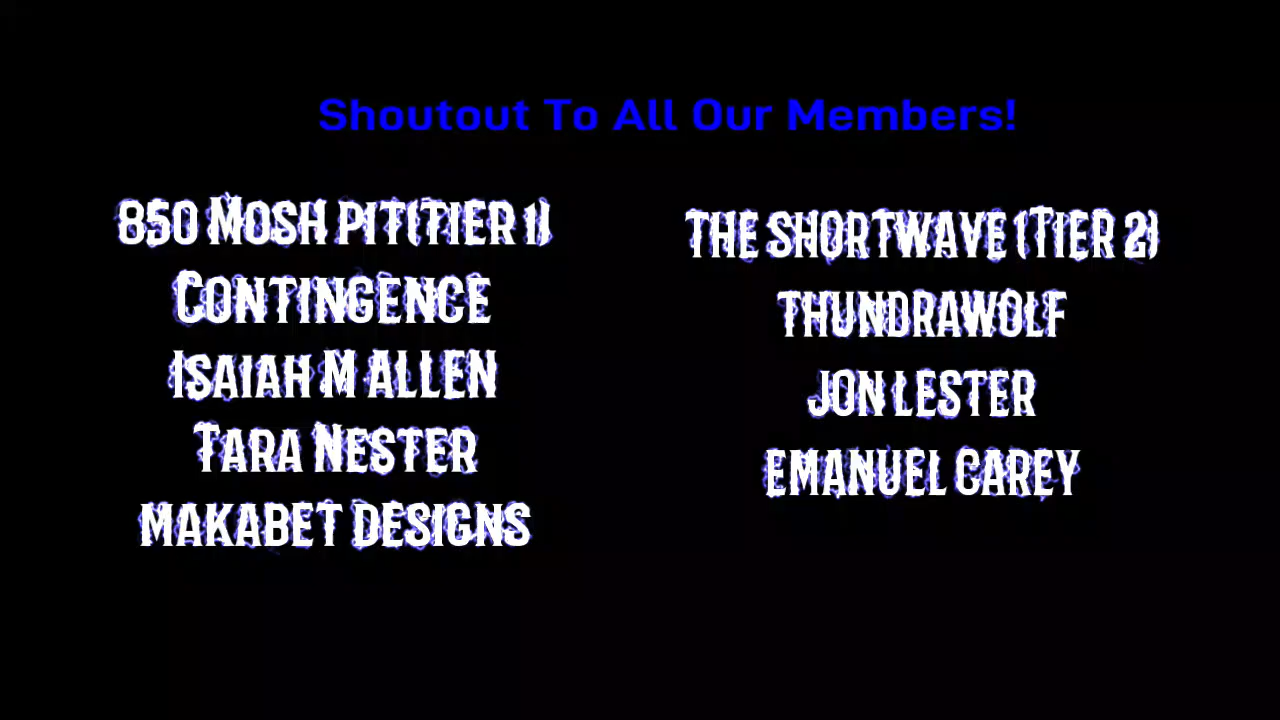 Shoutout To All Our Members!
850 Mosh pit(Tier 1)
Contingence
Isaiah M Allen
Tara Nester
makabet designs
The Shortwave (Tier 2)
Thundrawolf
Jon Lester
Emanuel Carey